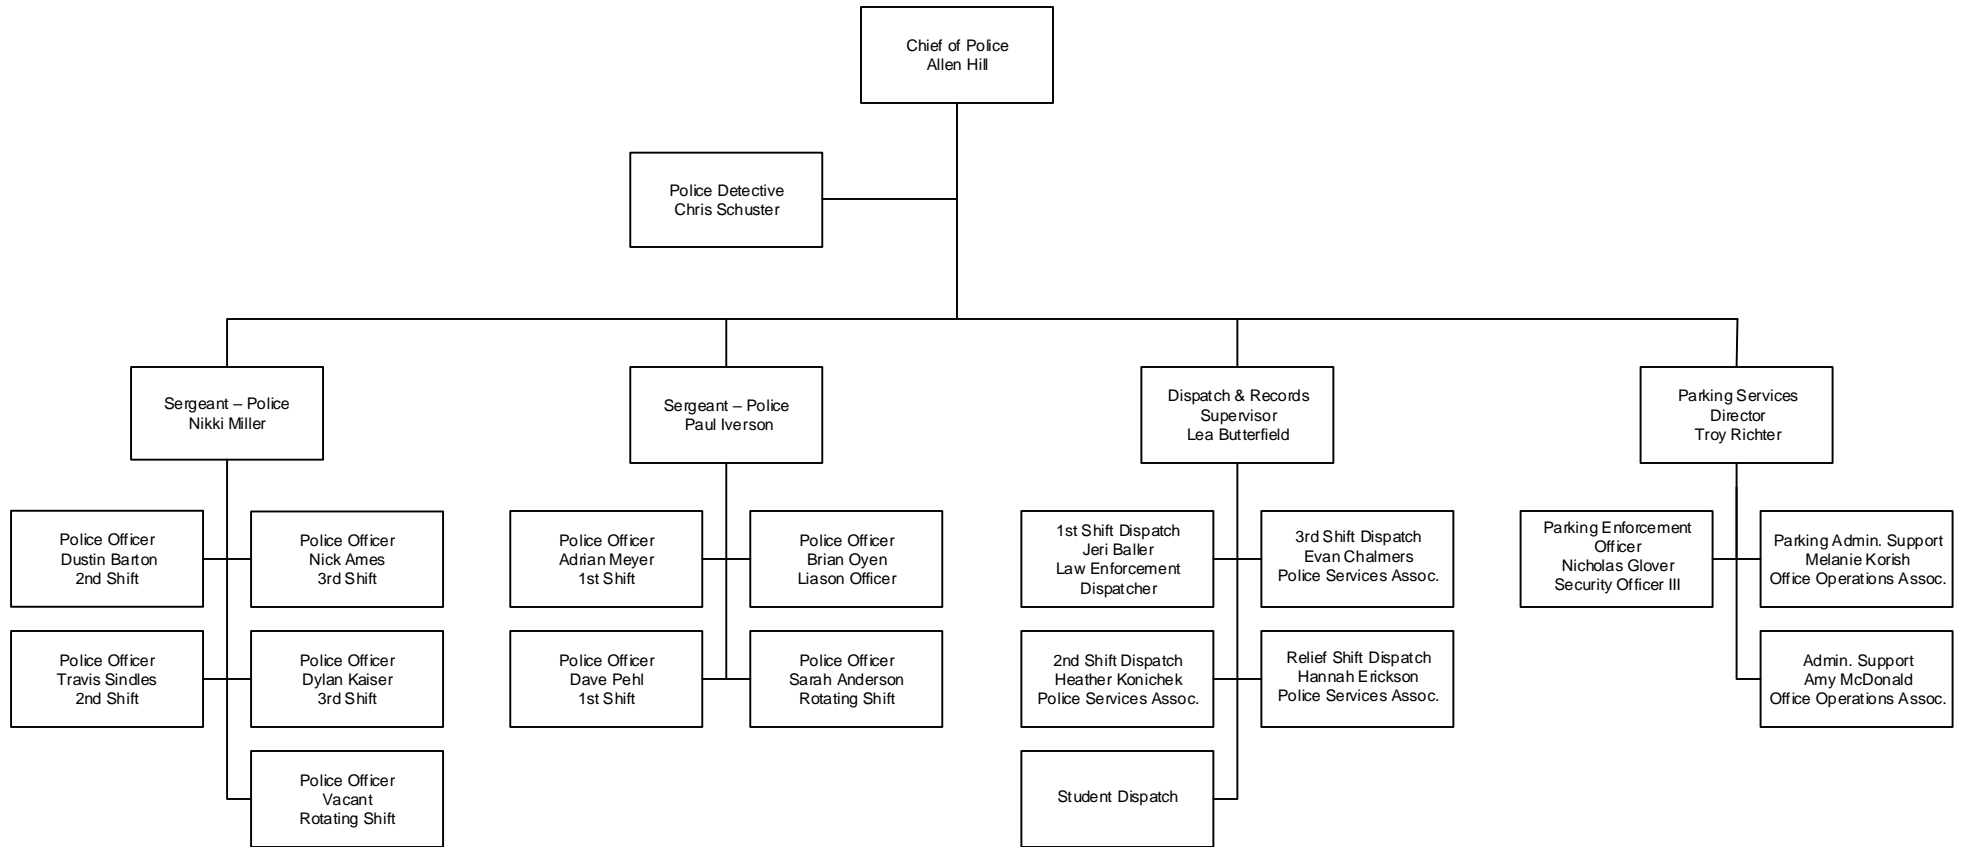 Chief of Police
Allen Hill
Police Detective
Chris Schuster
Sergeant – Police
Nikki Miller
Sergeant – Police
Paul Iverson
Dispatch & Records
Supervisor
Lea Butterfield
Parking Services
Director
Troy Richter
Police Officer
Dustin Barton
2nd Shift
Police Officer
Nick Ames
3rd Shift
Police Officer
Adrian Meyer
1st Shift
Police Officer
Brian Oyen
Liason Officer
1st Shift Dispatch
Jeri Baller
Law Enforcement
Dispatcher
3rd Shift Dispatch
Evan Chalmers
Police Services Assoc.
Parking Enforcement
Officer
Nicholas Glover
Security Officer III
Parking Admin. Support
Melanie Korish
Office Operations Assoc.
Police Officer
Travis Sindles
2nd Shift
Police Officer
Dylan Kaiser
3rd Shift
Police Officer
Dave Pehl
1st Shift
Police Officer
Sarah Anderson
Rotating Shift
2nd Shift Dispatch
Heather Konichek
Police Services Assoc.
Relief Shift Dispatch
Hannah Erickson
Police Services Assoc.
Admin. Support
Amy McDonald
Office Operations Assoc.
Police Officer
Vacant
Rotating Shift
Student Dispatch